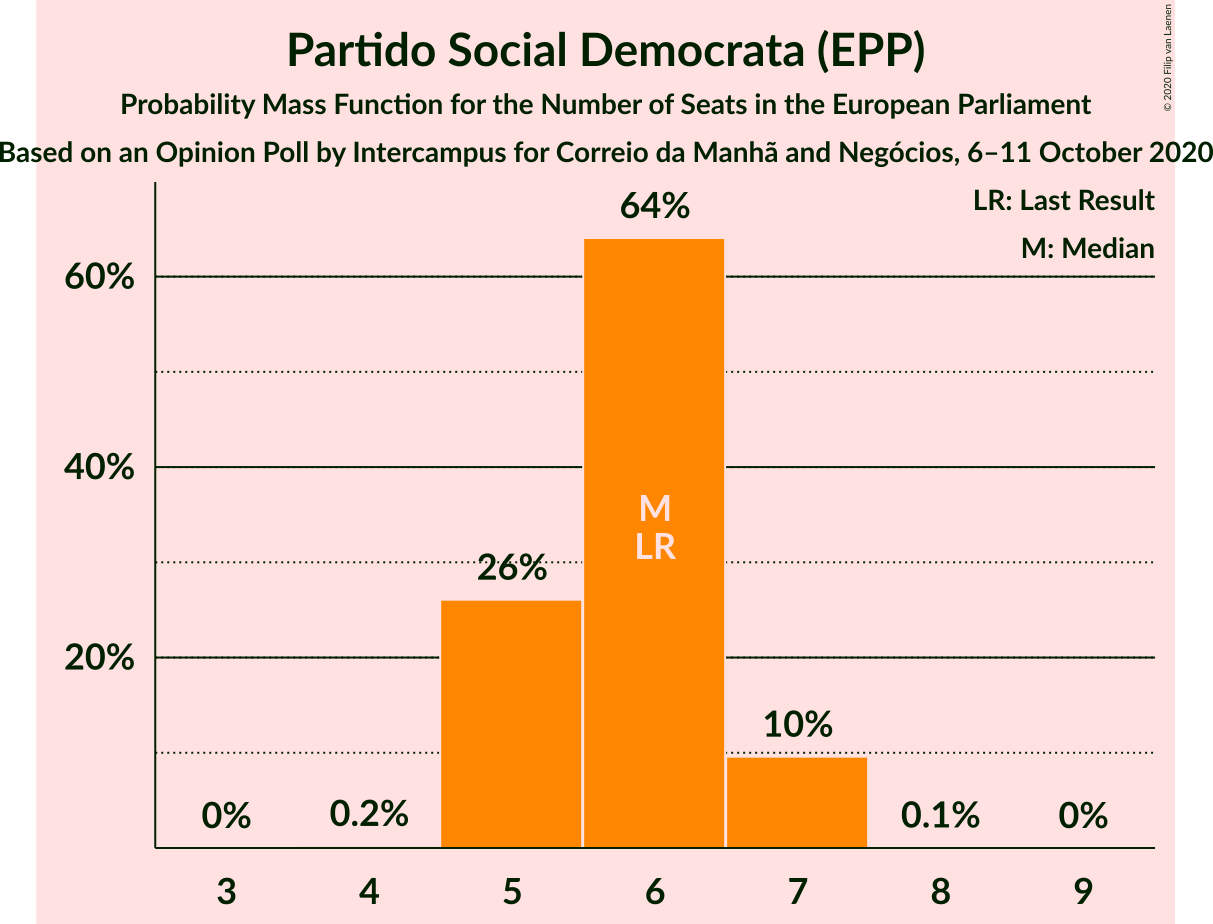 Partido Social Democrata (EPP)
Probability Mass Function for the Number of Seats in the European Parliament
Based on an Opinion Poll by Intercampus for Correio da Manhã and Negócios, 6–11 October 2020
© 2020 Filip van Laenen
LR: Last Result
M: Median
64%
60%
40%
M
LR
26%
20%
10%
0%
0.2%
0.1%
0%
3 4 5 6 7 8 9